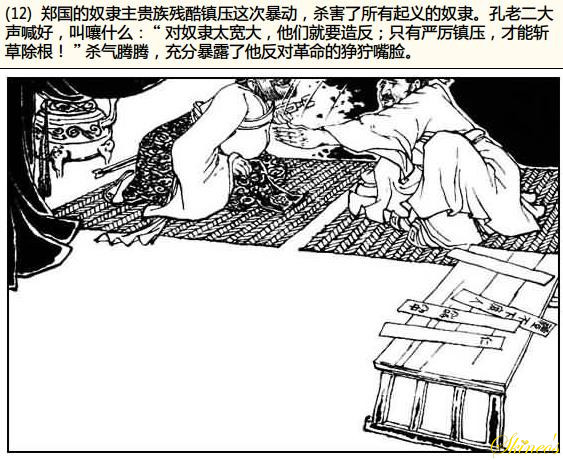 (12) 郑国的奴隶主贵族残酷镇压这次暴动，杀害了所有起义的奴隶。孔老二大
声喊好，叫嚷什么：“对奴隶太宽大，他们就要造反；只有严厉镇压，才能斩
草除根！”杀气腾腾，充分暴露了他反对革命的狰狞嘴脸。
仁